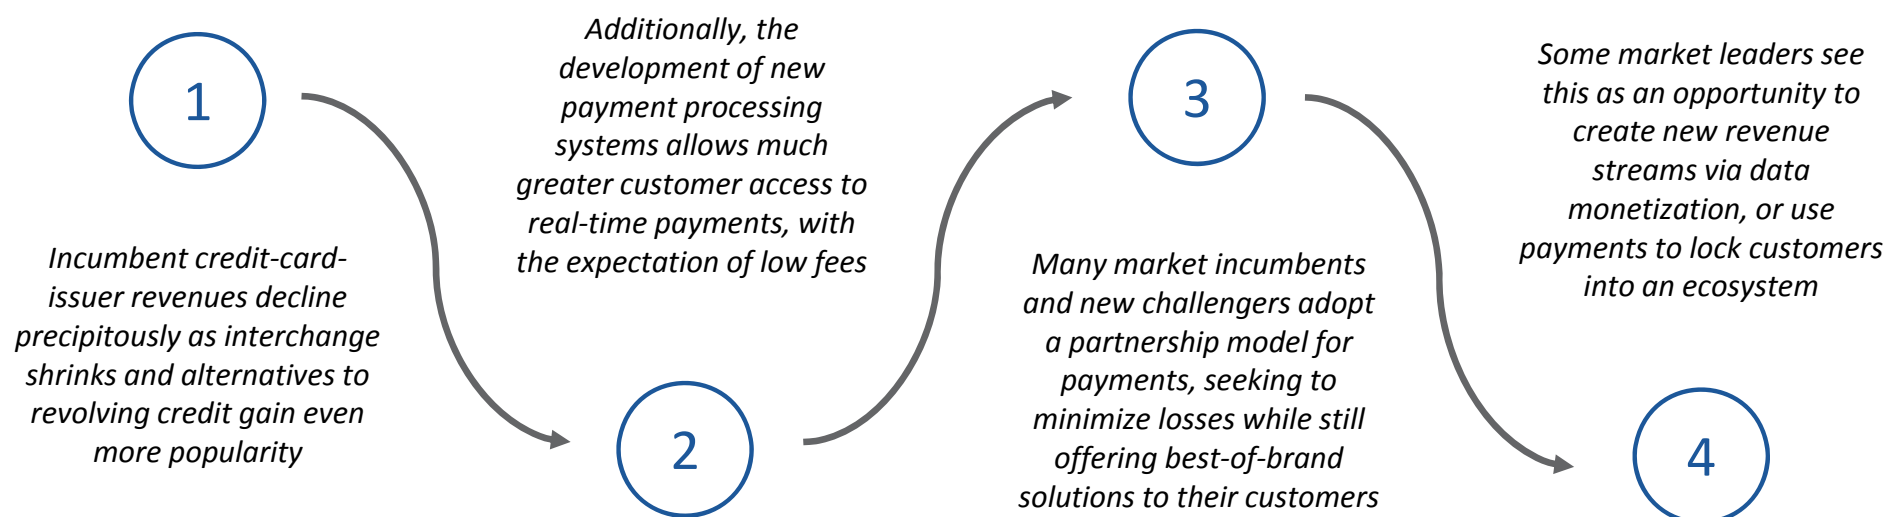 1
Incumbent credit-card-
issuer revenues decline
precipitously as interchange
shrinks and alternatives to
revolving credit gain even
more popularity
Additionally, the
development of new
payment processing
systems allows much
greater customer access to
real-time payments, with
the expectation of low fees
2
3
Many market incumbents
and new challengers adopt
a partnership model for
payments, seeking to
minimize losses while still
offering best-of-brand
solutions to their customers
Some market leaders see
this as an opportunity to
create new revenue
streams via data
monetization, or use
payments to lock customers
into an ecosystem
4